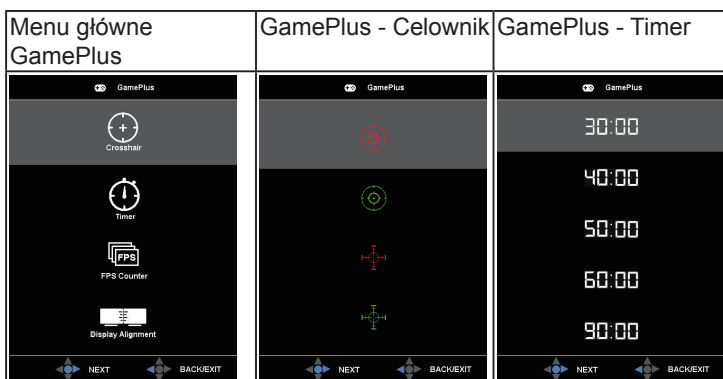 Menu główne
GamePlus
GamePlus - Celownik
GamePlus - Timer
GamePlus
Crosshair
Timer
FPS
FPS Counter
Display Alignment
NEXT BACK/EXIT
GamePlus
NEXT BACK/EXIT
GamePlus
30:00
40:00
50:00
60:00
90:00
NEXT BACK/EXIT